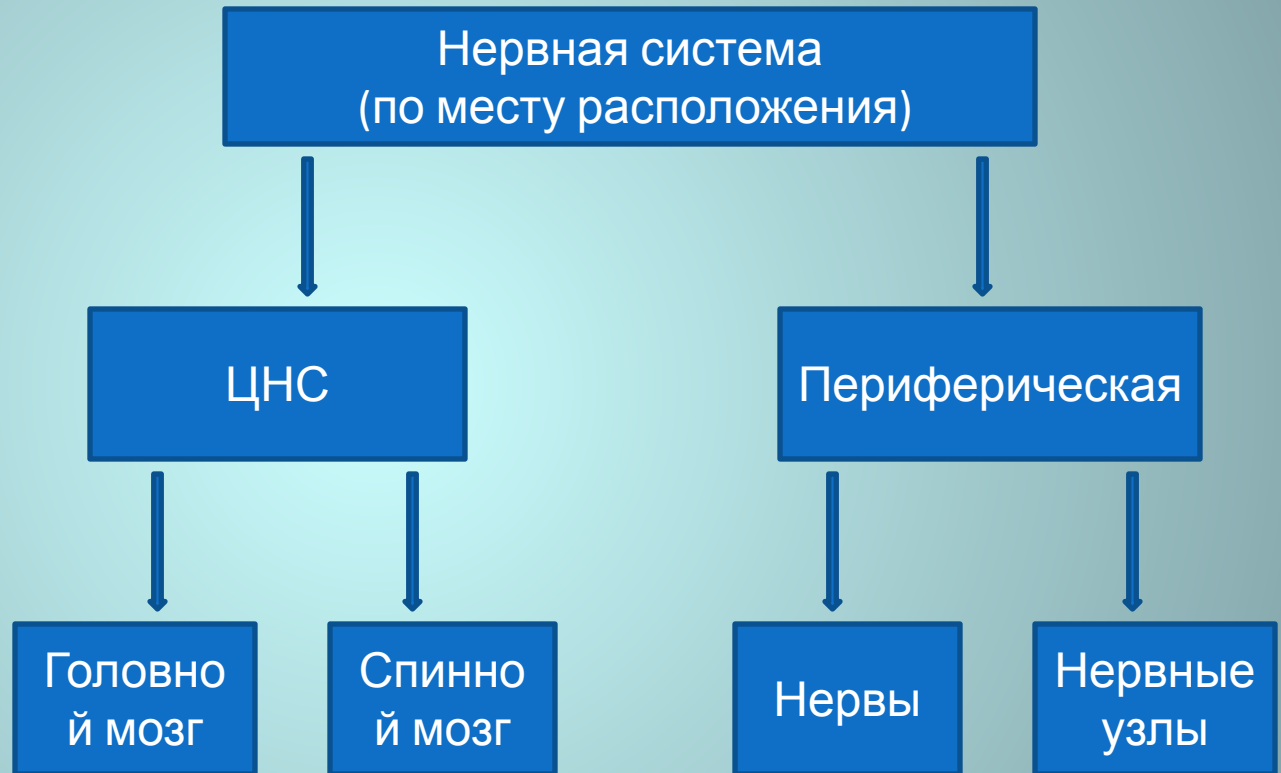 Нервная система
(по месту расположения)
ЦНС
Периферическая
Головно
й мозг
Спинно
й мозг
Нервы
Нервные
узлы